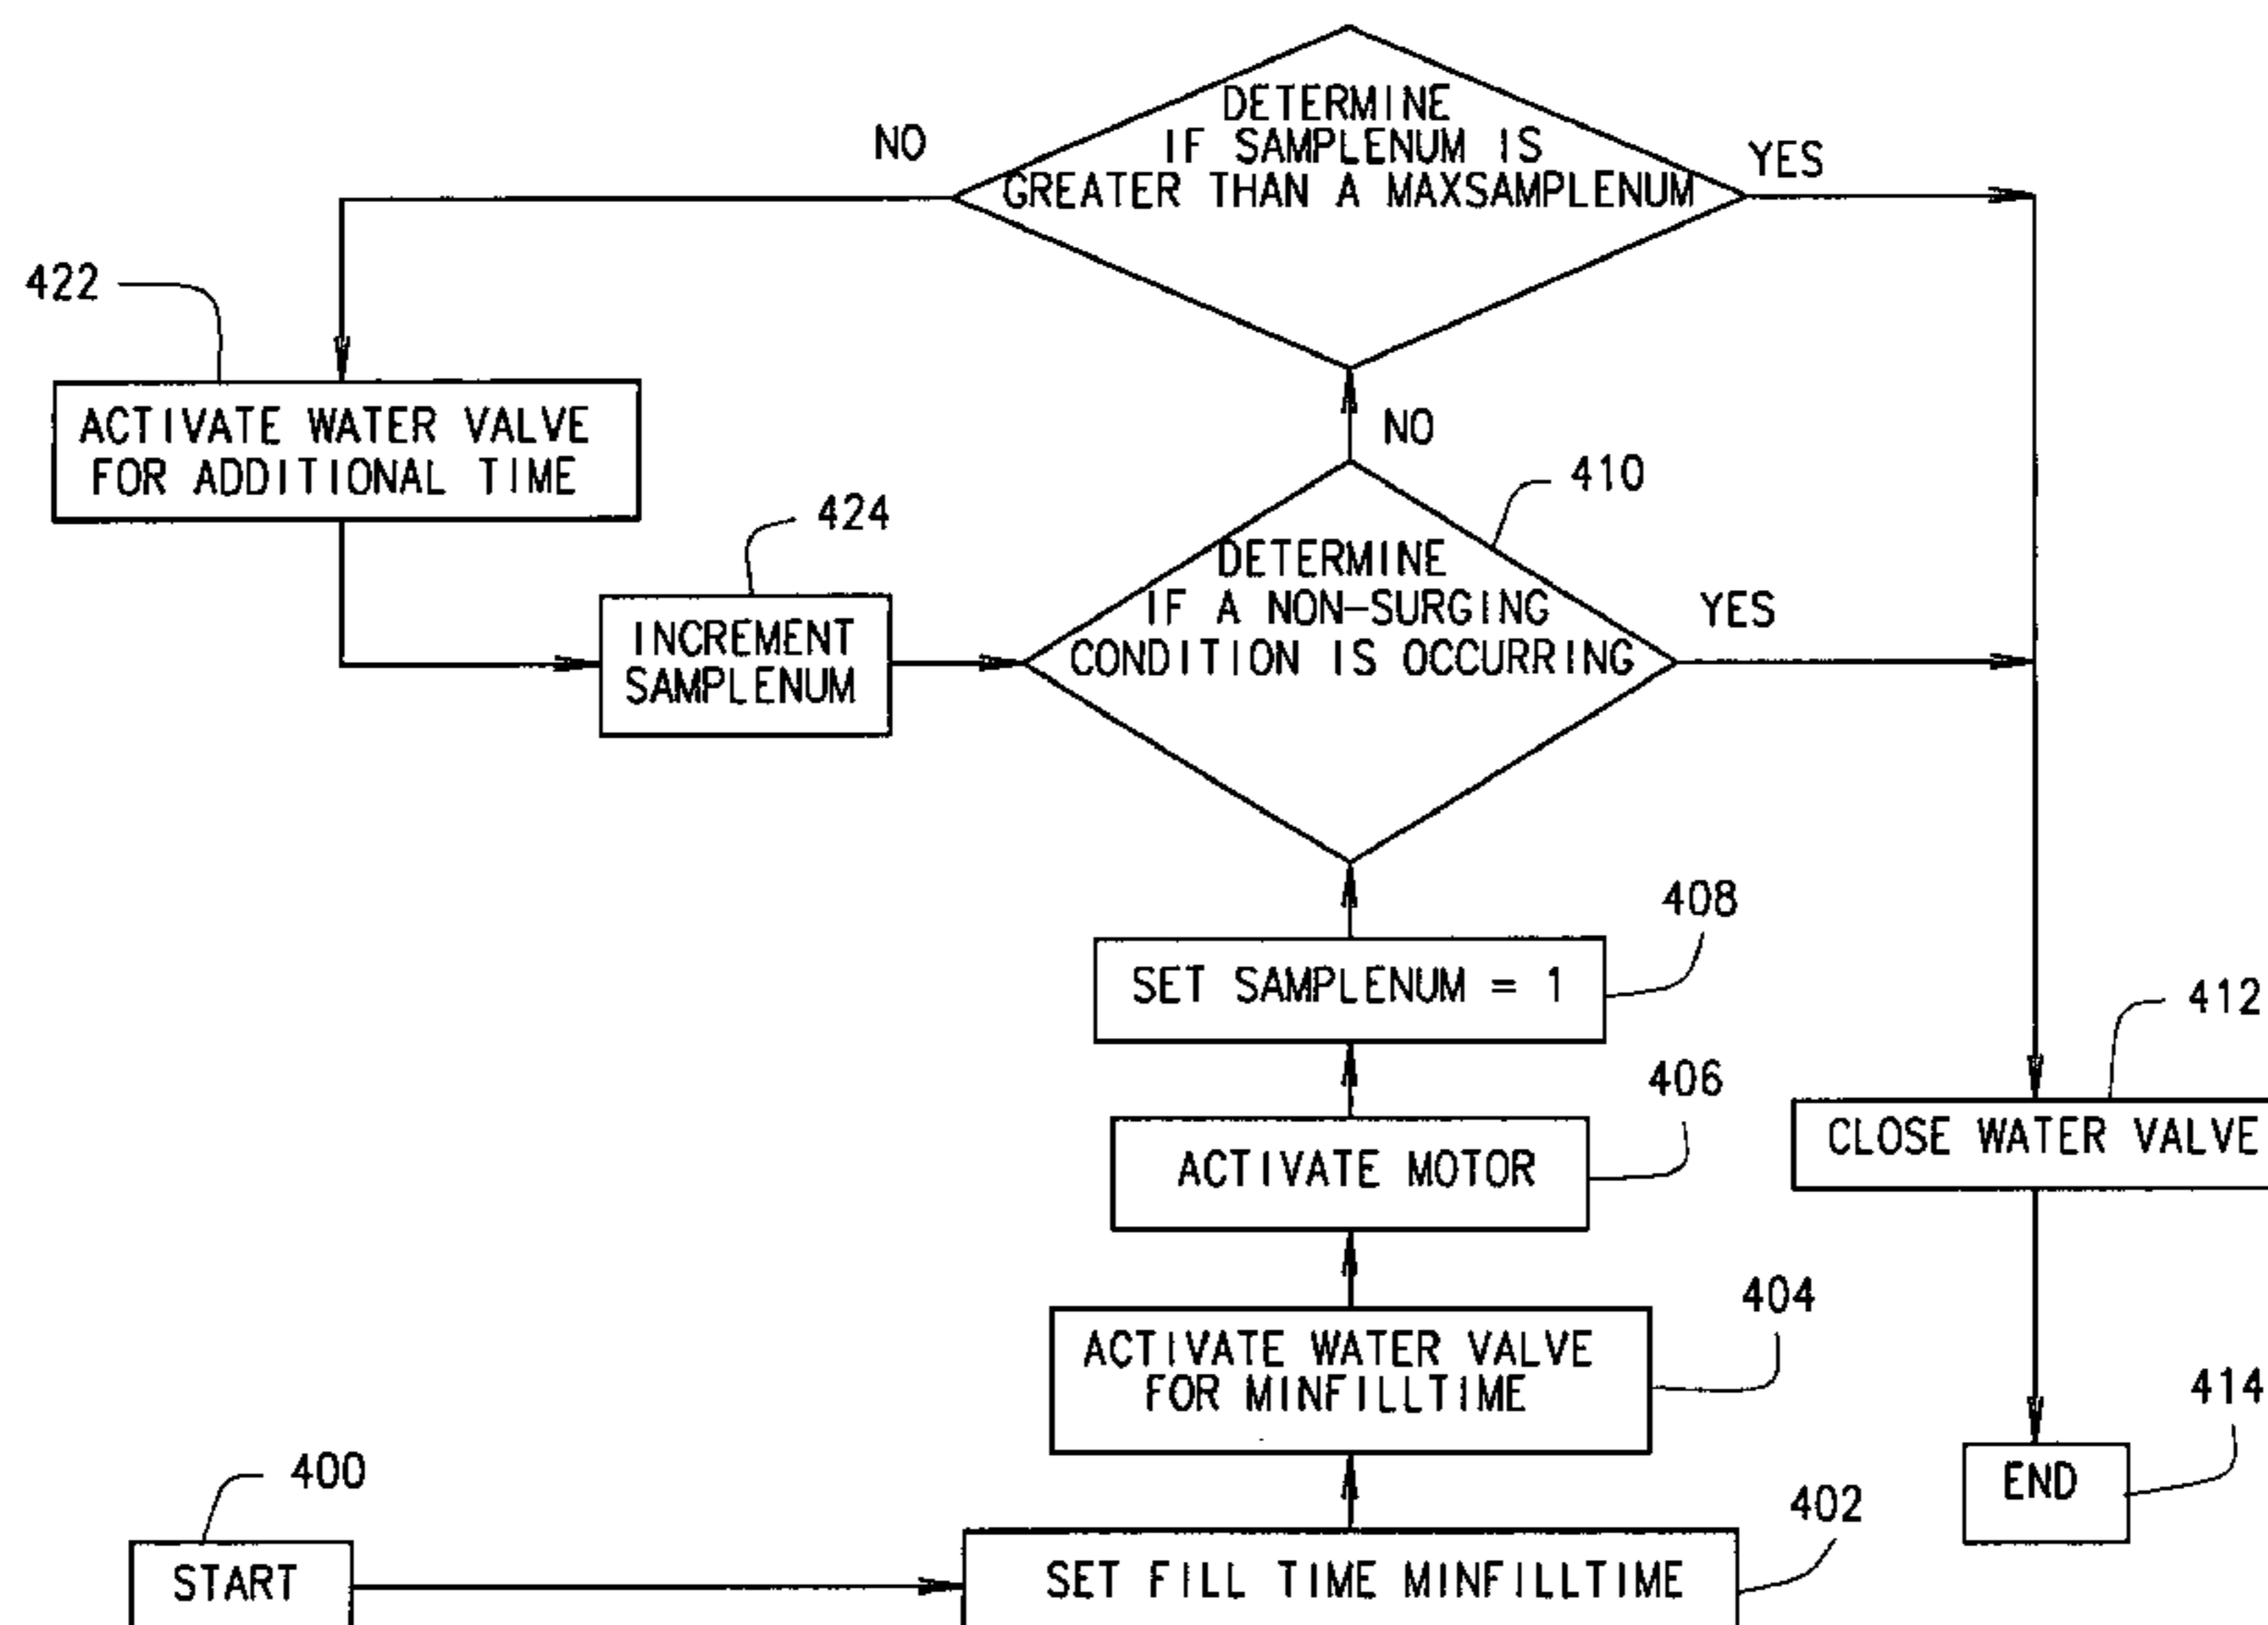 DETERMINE
IF SAMPLENUM IS
GREATER THAN A MAXSAMPLENUM
NO
YES
422
ACTIVATE WATER VALVE
FOR ADDITIONAL TIME
NO
410
424
DETERMINE
IF A NON-SURGING
CONDITION IS OCCURRING
YES
INCREMENT
SAMPLENUM
408
SET SAMPLENUM = 1
412
406
ACTIVATE MOTOR
CLOSE WATER VALVE
404
ACTIVATE WATER VALVE
FOR MINFILLTIME
414
END
400
402
START
SET FILL TIME MINFILLTIME